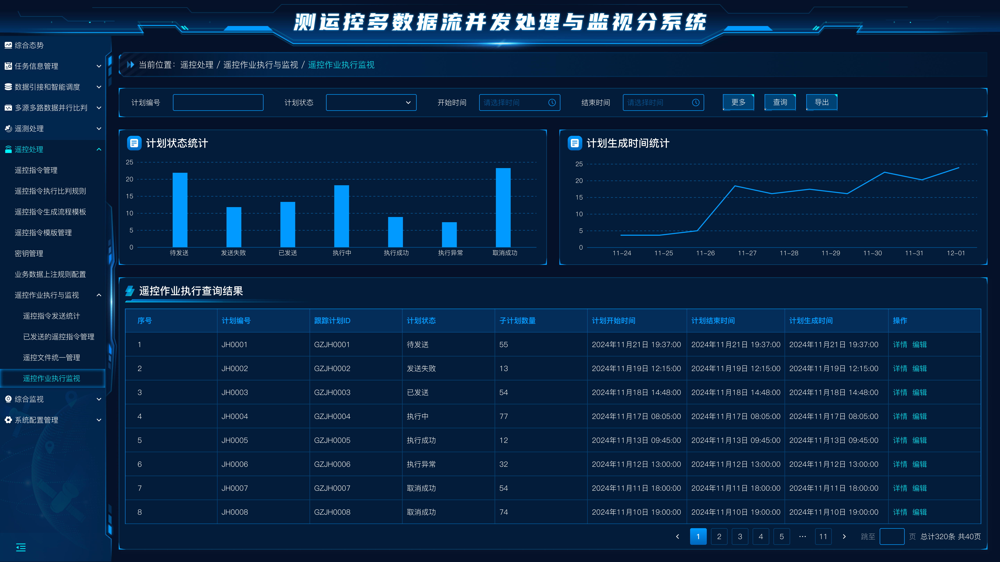 测运控多数据流并发处理与监视分系统
综合态势
任务信息管理
数据引接和智能调度
多源多路数据并行比判
遥测处理
遥控处理
遥控指令管理
遥控指令执行比判规则
遥控指令生成流程模板
遥控指令模版管理
密钥管理
业务数据上注规则配置
遥控作业执行与监视
遥控指令发送统计
已发送的遥控指令管理
遥控文件统一管理
遥控作业执行监视
综合监视
系统配置管理
当前位置：遥控处理 / 遥控作业执行与监视 / 遥控作业执行监视
计划编号 计划状态 开始时间 请选择时间 结束时间 请选择时间 更多 查询 导出
计划状态统计
25
20
15
10
5
0
待发送 发送失败 已发送 执行中 执行成功 执行异常 取消成功
计划生成时间统计
25
20
15
10
5
0
11-24 11-25 11-26 11-27 11-28 11-29 11-30 11-31 12-01
遥控作业执行查询结果
序号 计划编号 跟踪计划ID 计划状态 子计划数量 计划开始时间 计划结束时间 计划生成时间 操作
1 JH0001 GZJH0001 待发送 55 2024年11月21日 19:37:00 2024年11月21日 19:37:00 2024年11月21日 19:37:00 详情 编辑
2 JH0002 GZJH0002 发送失败 13 2024年11月19日 12:15:00 2024年11月19日 12:15:00 2024年11月19日 12:15:00 详情 编辑
3 JH0003 GZJH0003 已发送 54 2024年11月18日 14:48:00 2024年11月18日 14:48:00 2024年11月18日 14:48:00 详情 编辑
4 JH0004 GZJH0004 执行中 77 2024年11月17日 08:05:00 2024年11月17日 08:05:00 2024年11月17日 08:05:00 详情 编辑
5 JH0005 GZJH0005 执行成功 12 2024年11月13日 09:45:00 2024年11月13日 09:45:00 2024年11月13日 09:45:00 详情 编辑
6 JH0006 GZJH0006 执行异常 32 2024年11月12日 13:00:00 2024年11月12日 13:00:00 2024年11月12日 13:00:00 详情 编辑
7 JH0007 GZJH0007 取消成功 54 2024年11月11日 18:00:00 2024年11月11日 18:00:00 2024年11月11日 18:00:00 详情 编辑
8 JH0008 GZJH0008 取消成功 74 2024年11月10日 19:00:00 2024年11月10日 19:00:00 2024年11月10日 19:00:00 详情 编辑
1 2 3 4 5 ··· 11 跳至 页 总计320条 共40页